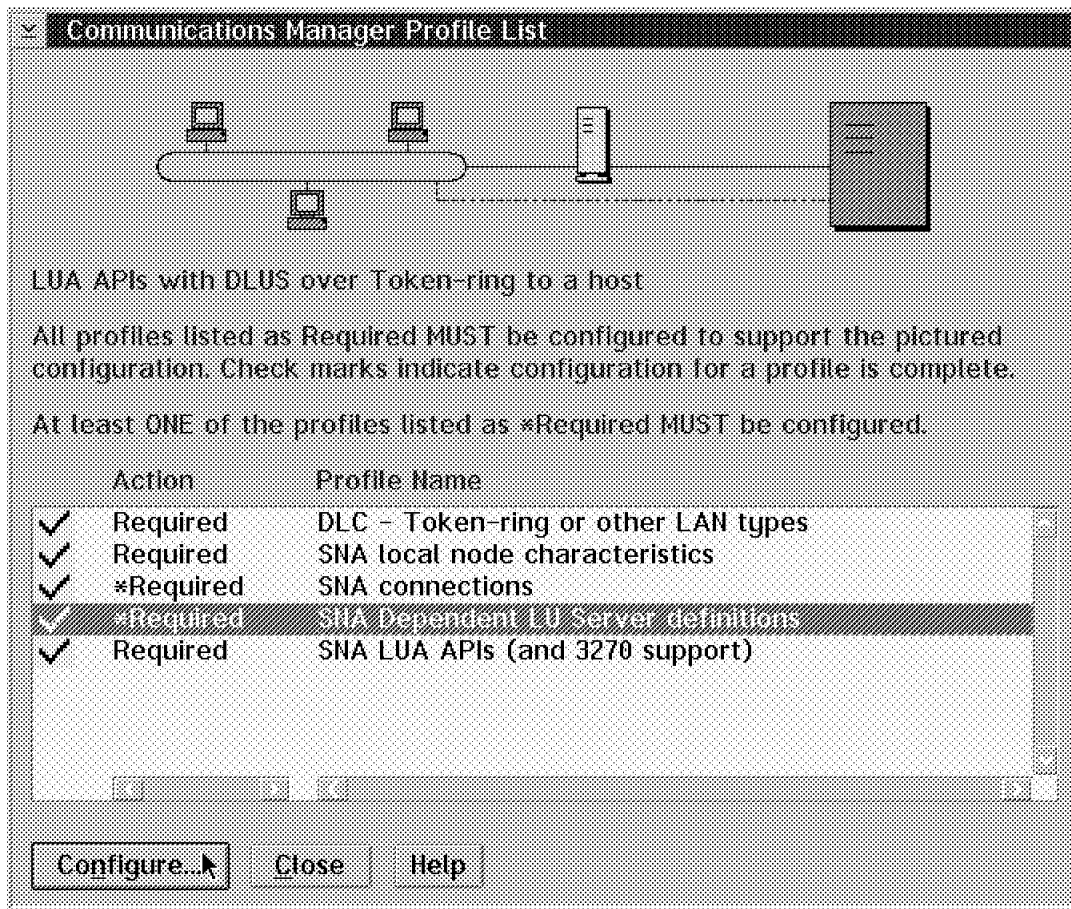 Communications Manager Profile List
LUA APIs with DLUS over Token-ring to a host
All profiles listed as Required MUST be configured to support the pictured
configuration. Check marks indicate configuration for a profile is complete.
At least ONE of the profiles listed as *Required MUST be configured.
Action Profile Name
Required DLC - Token-ring or other LAN types
Required SNA local node characteristics
*Required SNA connections
*Required SNA Dependent LU Server definitions
Required SNA LUA APIs (and 3270 support)
Configure... Close Help